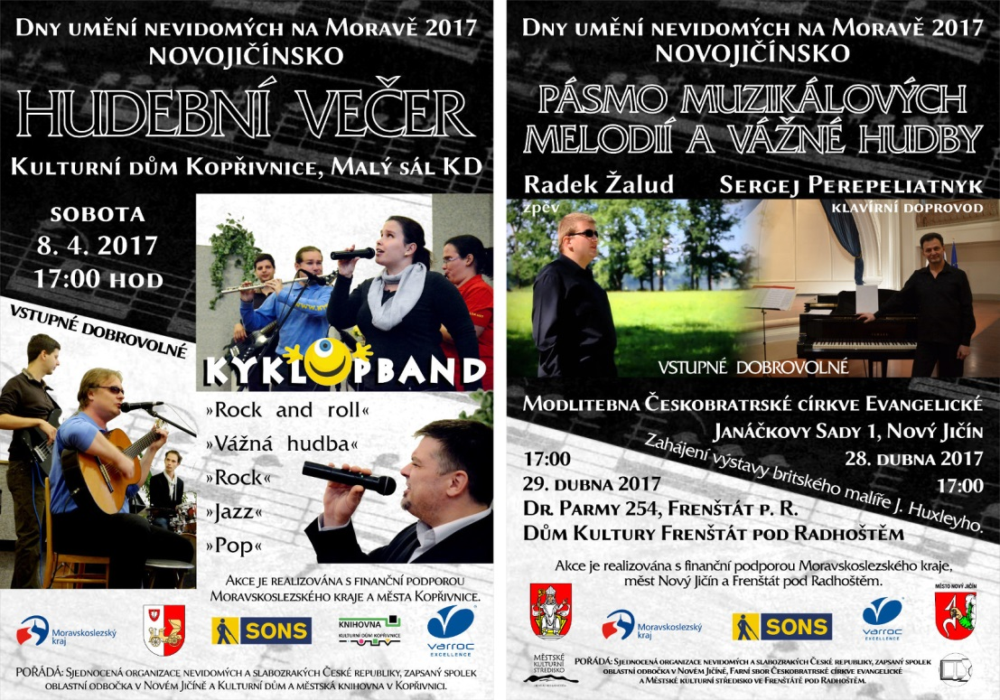 DNY UMĚNÍ NEVIDOMÝCH NA MORAVĚ 2017
NOVOJIČÍNSKO
HUDEBNÍ VEČER
KULTURNÍ DŮM KOPŘIVNICE, MALÝ SÁL KD
SOBOTA
8. 4. 2017
17:00 HOD
VSTUPNÉ DOBROVOLNÉ
KYKLOPBAND
»Rock and roll«
»Vážná hudba«
»Rock«
»Jazz«
»Pop«
AKCE JE REALIZOVÁNA S FINANČNÍ PODPOROU
MORAVSKOSLEZSKÉHO KRAJE A MĚSTA KOPŘIVNICE.
Moravskoslezský
kraj
SONS
KNIHOVNA
KULTURNÍ DŮM KOPŘIVNICE
varroc
EXCELLENCE
POŘÁDÁ: SJEDNOCENÁ ORGANIZACE NEVIDOMÝCH A SLABOZRAKÝCH ČESKÉ REPUBLIKY, ZAPSANÝ SPOLEK
OBLASTNÍ ODBOČKA V NOVÉM JIČÍNĚ A KULTURNÍ DŮM A MĚSTSKÁ KNIHOVNA V KOPŘIVNICI.
DNY UMĚNÍ NEVIDOMÝCH NA MORAVĚ 2017
NOVOJIČÍNSKO
PÁSMO MUZIKÁLOVÝCH
MELODIÍ A VÁŽNÉ HUDBY
Radek Žalud
zpěv
SERGEJ PEREPELIATNYK
KLAVÍRNÍ DOPROVOD
VSTUPNÉ DOBROVOLNÉ
MODLITEBNA ČESKOBRATRSKÉ CÍRKVE EVANGELICKÉ
JANÁČKOVY SADY 1, NOVÝ JIČÍN
28. DUBNA 2017
17:00
Zahájení výstavy britského malíře J. Huxleyho.
17:00
29. DUBNA 2017
DR. PARMY 254, FRENŠTÁT P. R.
DŮM KULTURY FRENŠTÁT POD RADHOŠTĚM
Akce je realizována s finanční podporou Moravskoslezského kraje,
měst Nový Jičín a Frenštát pod Radhoštěm.
Moravskoslezský
kraj
SONS
varroc
EXCELLENCE
MĚSTO NOVÝ JIČÍN
MĚSTSKÉ
KULTURNÍ
STŘEDISKO
POŘÁDÁ: SJEDNOCENÁ ORGANIZACE NEVIDOMÝCH A SLABOZRAKÝCH ČESKÉ REPUBLIKY, ZAPSANÝ SPOLEK
OBLASTNÍ ODBOČKA V NOVÉM JIČÍNĚ, FARNÍ SBOR ČESKOBRATRSKÉ CÍRKVE EVANGELICKÉ
A MĚSTSKÉ KULTURNÍ STŘEDISKO VE FRENŠTÁTĚ POD RADHOŠTĚM.